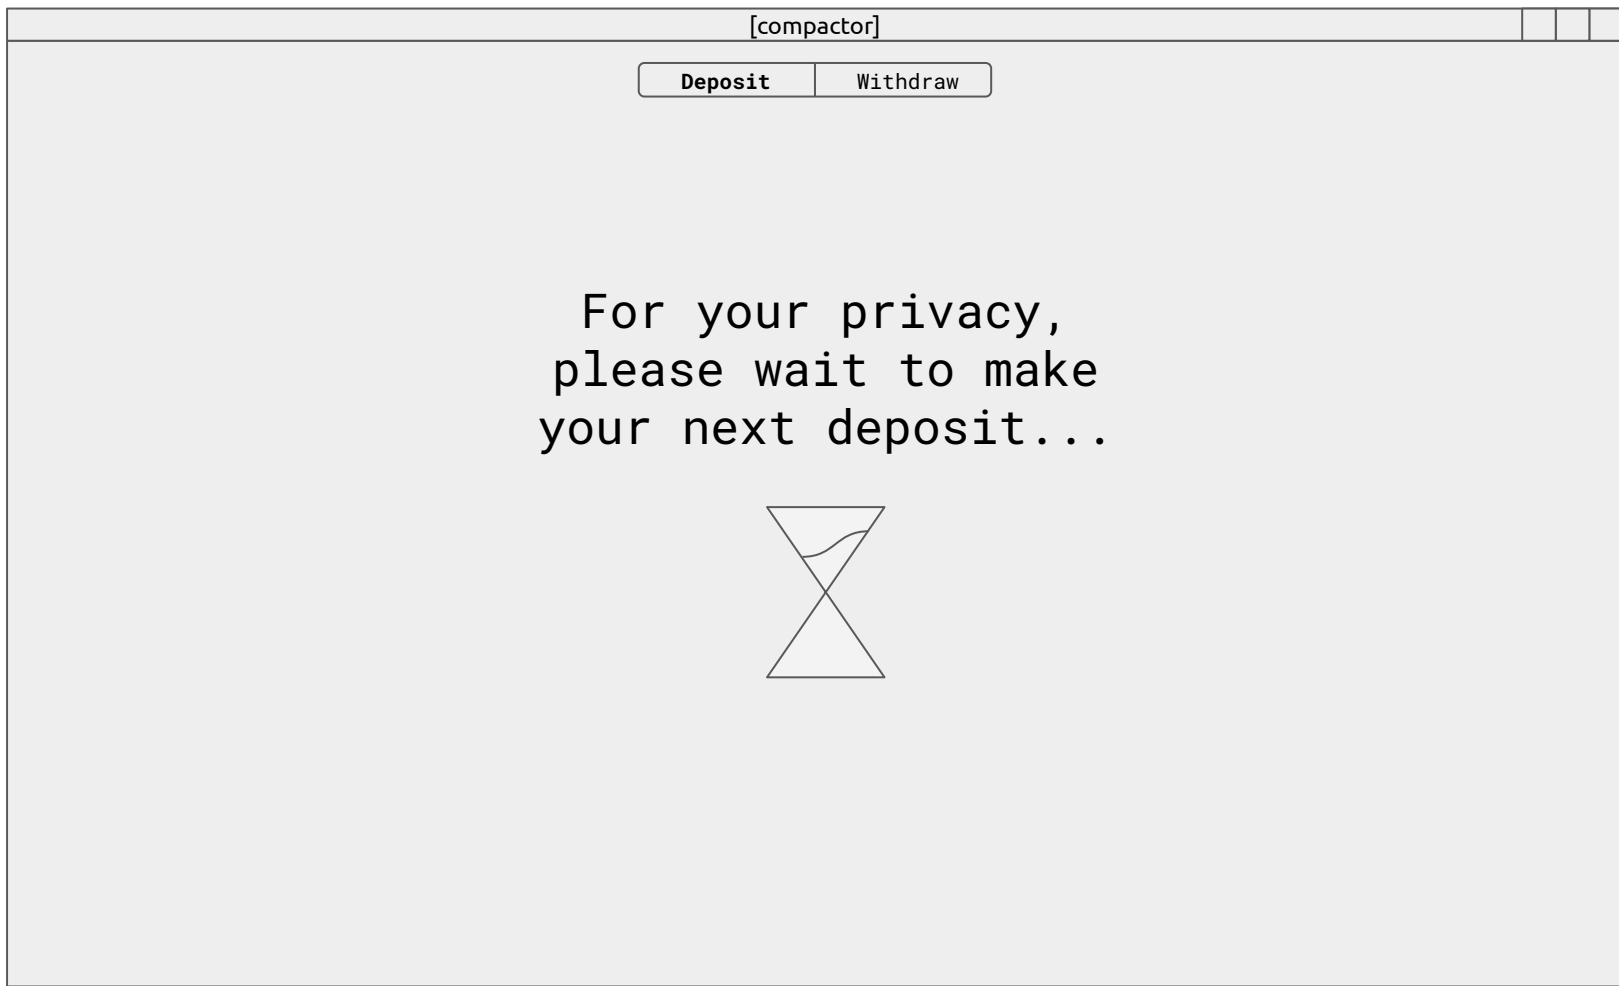 [compactor]
Deposit Withdraw
For your privacy,
please wait to make
your next deposit...